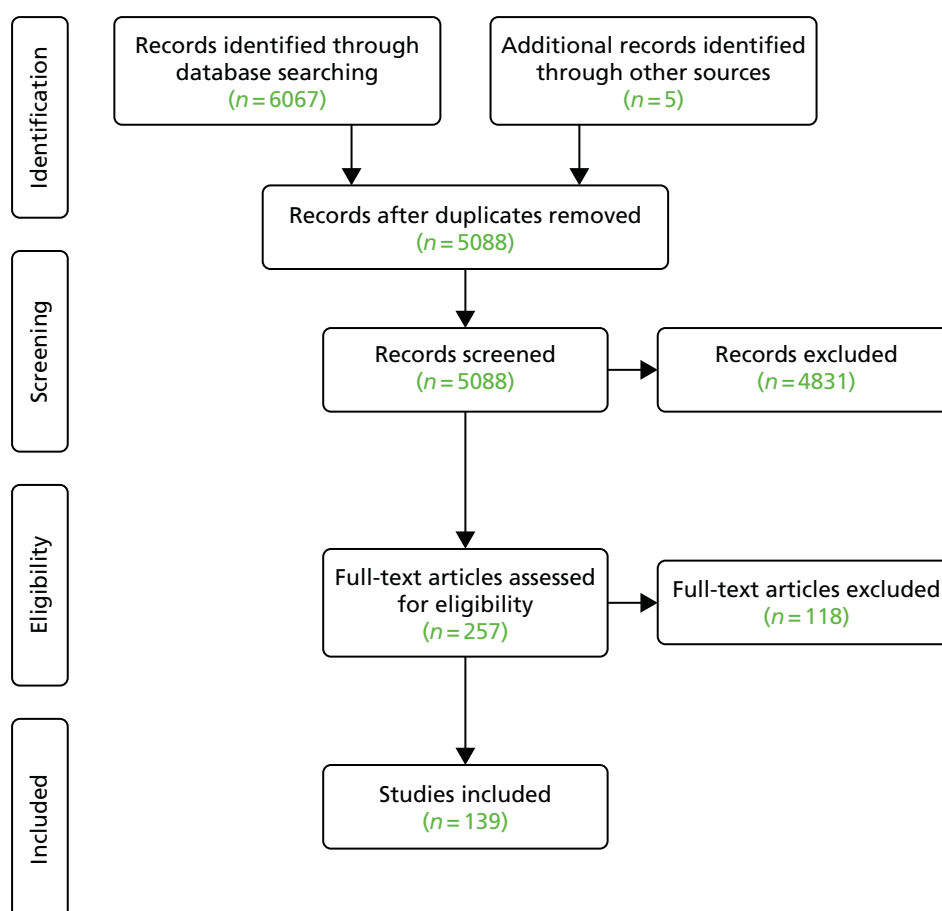 Identification
Records identified through
database searching
(n = 6067)
Additional records identified
through other sources
(n = 5)
Records after duplicates removed
(n = 5088)
Screening
Records screened
(n = 5088)
Records excluded
(n = 4831)
Eligibility
Full-text articles assessed
for eligibility
(n = 257)
Full-text articles excluded
(n = 118)
Included
Studies included
(n = 139)